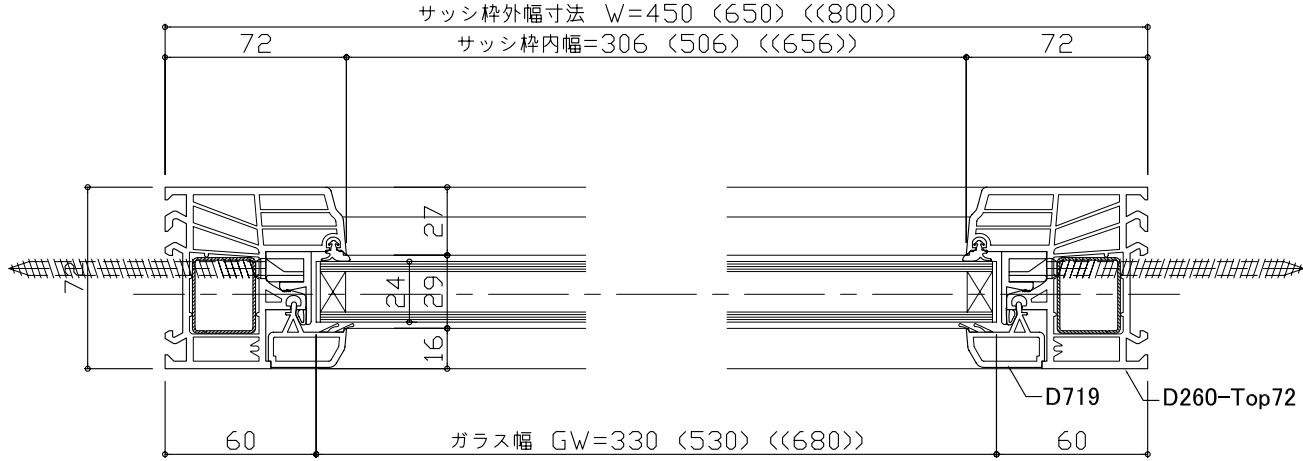 サッシ枠外幅寸法 W=450 (650) ((800))
72
サッシ枠内幅=306 (506) ((656))
72
27
72
24
29
16
D719
D260-Top72
60
ガラス幅 GW=330 (530) ((680))
60